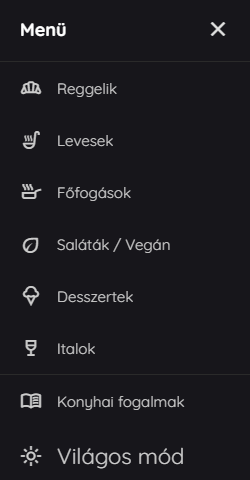 Menü
Reggelik
Levesek
Főfogások
Saláták / Vegán
Desszertek
Italok
Konyhai fogalmak
Világos mód